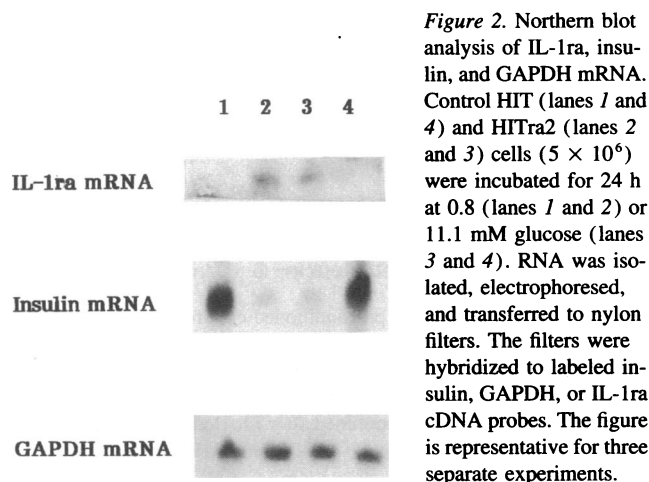 1 2 3 4
IL-1ra mRNA
Insulin mRNA
GAPDH mRNA
Figure 2. Northern blot
analysis of IL-1ra, insu-
lin, and GAPDH mRNA.
Control HIT (lanes 1 and
4) and HITra2 (lanes 2
and 3) cells (5 × 10⁶)
were incubated for 24 h
at 0.8 (lanes 1 and 2) or
11.1 mM glucose (lanes
3 and 4). RNA was iso-
lated, electrophoresed,
and transferred to nylon
filters. The filters were
hybridized to labeled in-
sulin, GAPDH, or IL-1ra
cDNA probes. The figure
is representative for three
separate experiments.